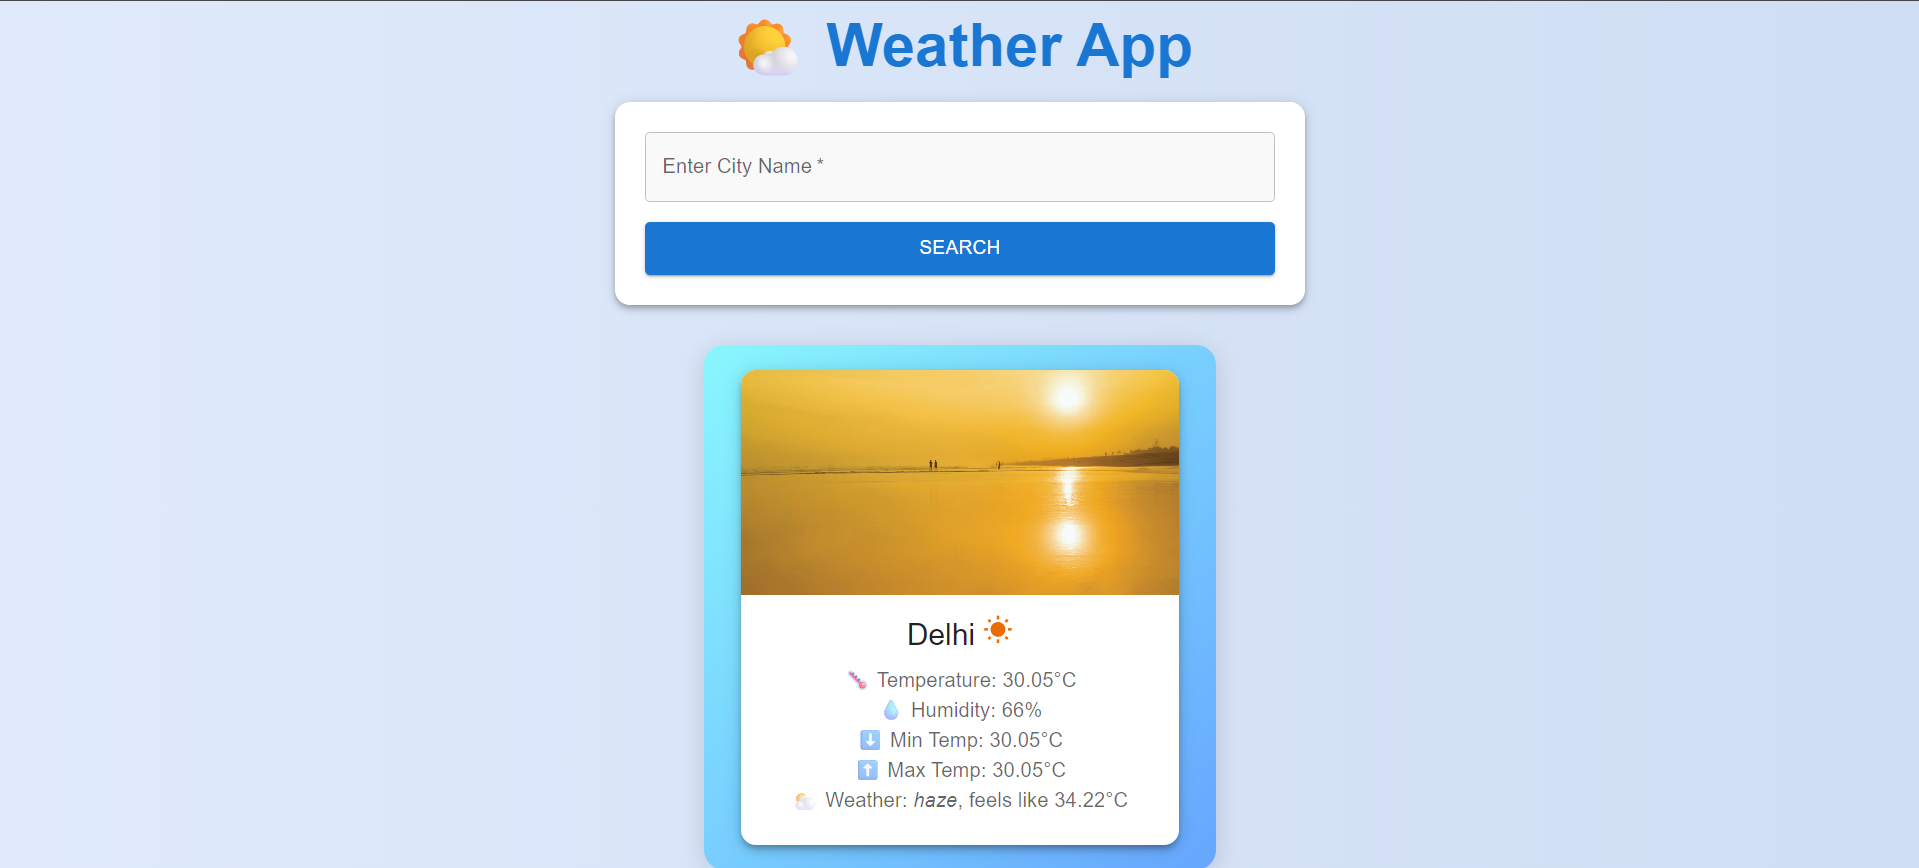 Weather App
Enter City Name *
SEARCH
Delhi
Temperature: 30.05°C
Humidity: 66%
Min Temp: 30.05°C
Max Temp: 30.05°C
Weather: haze, feels like 34.22°C